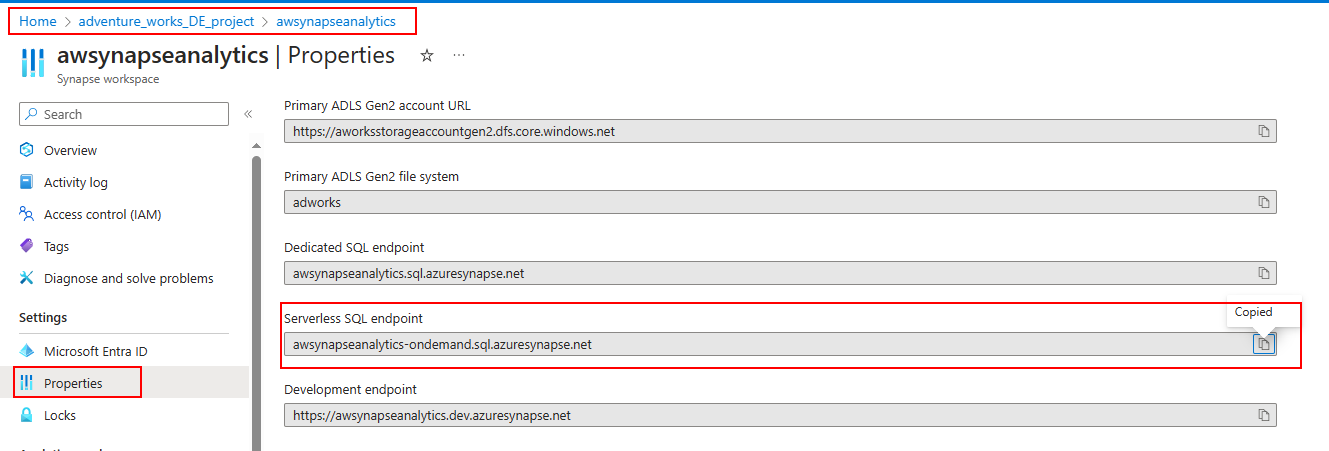 Home > adventure_works_DE_project > awsynapseanalytics
awsynapseanalytics | Properties
Synapse workspace
Search
Overview
Activity log
Access control (IAM)
Tags
Diagnose and solve problems
Settings
Microsoft Entra ID
Properties
Locks
Primary ADLS Gen2 account URL
https://aworksstorageaccountgen2.dfs.core.windows.net
Primary ADLS Gen2 file system
adworks
Dedicated SQL endpoint
awsynapseanalytics.sql.azuresynapse.net
Serverless SQL endpoint
Copied
awsynapseanalytics-ondemand.sql.azuresynapse.net
Development endpoint
https://awsynapseanalytics.dev.azuresynapse.net